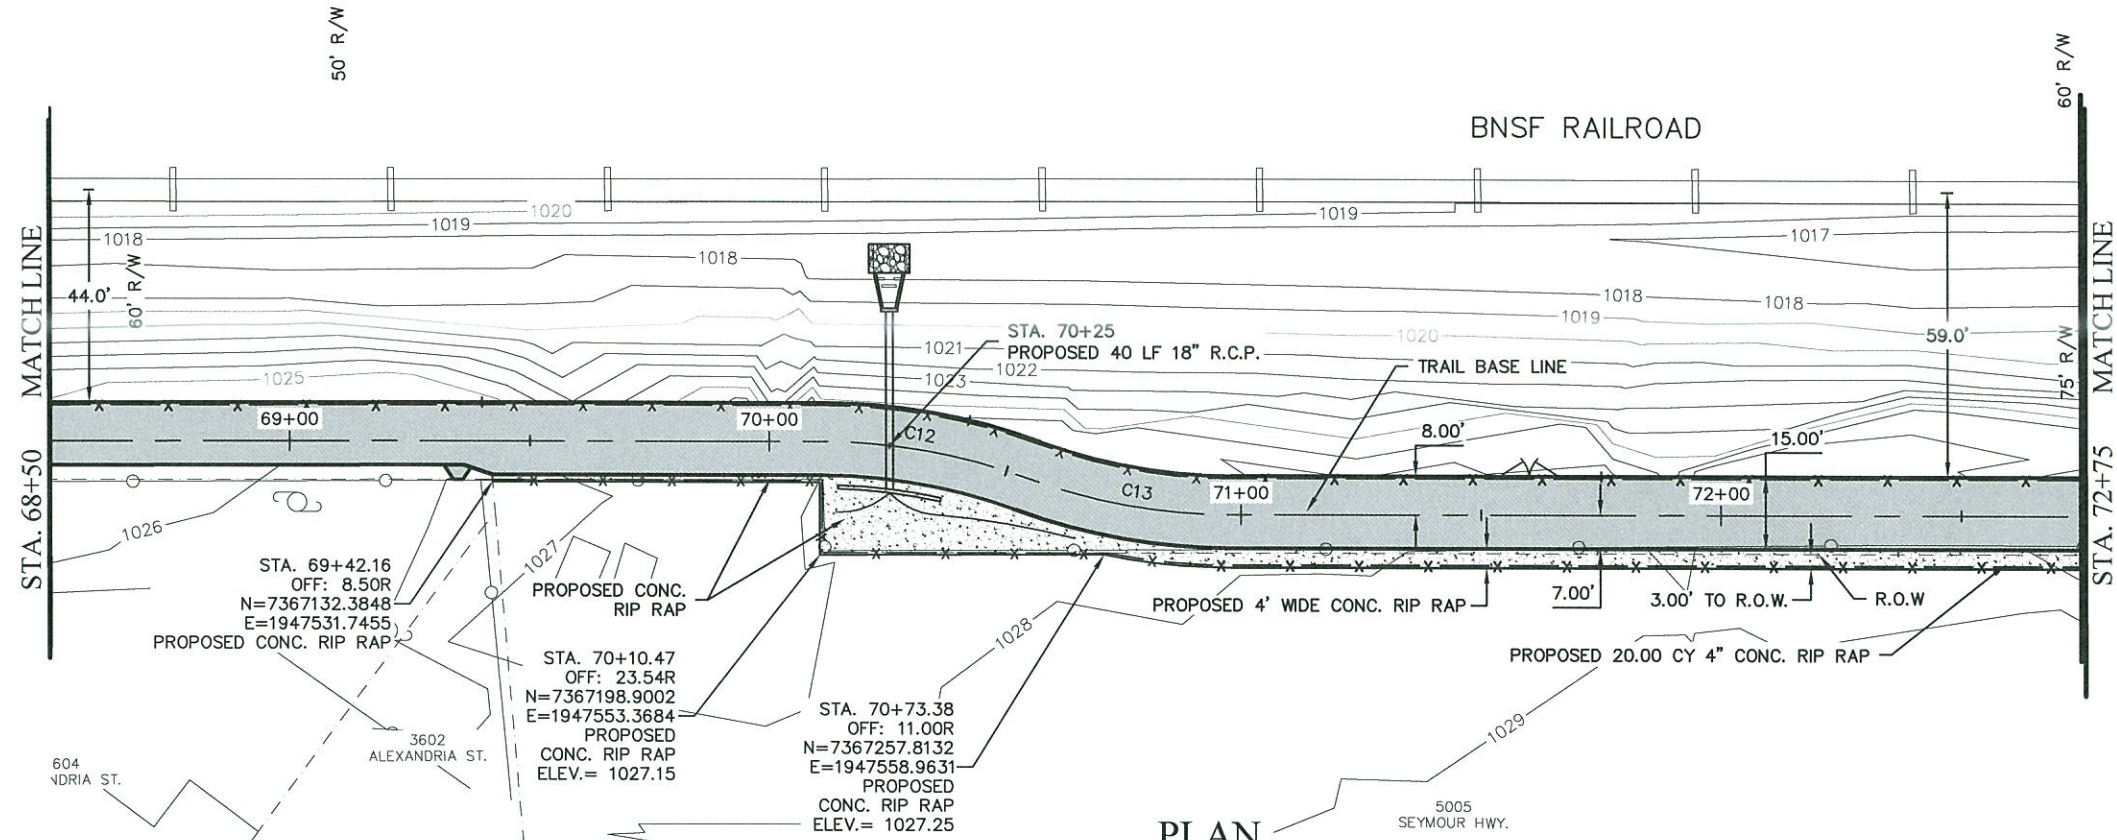 50' R/W
60' R/W
BNSF RAILROAD
1020
1019
1019
1018
1017
1018
44.0'
60' R/W
1018
1018
1019
1020
59.0'
STA. 70+25
PROPOSED 40 LF 18" R.C.P.
1021
1022
1023
TRAIL BASE LINE
1025
75' R/W
69+00
70+00
C12
8.00'
15.00'
C13
71+00
72+00
STA. 68+50 MATCH LINE
STA. 72+75 MATCH LINE
1026
1027
STA. 69+42.16
OFF: 8.50R
N=7367132.3848
E=1947531.7455
PROPOSED CONC. RIP RAP
PROPOSED CONC.
RIP RAP
PROPOSED 4' WIDE CONC. RIP RAP
7.00'
3.00' TO R.O.W.
R.O.W
1028
PROPOSED 20.00 CY 4" CONC. RIP RAP
STA. 70+10.47
OFF: 23.54R
N=7367198.9002
E=1947553.3684
PROPOSED
CONC. RIP RAP
ELEV.= 1027.15
STA. 70+73.38
OFF: 11.00R
N=7367257.8132
E=1947558.9631
PROPOSED
CONC. RIP RAP
ELEV.= 1027.25
1029
3602
ALEXANDRIA ST.
604
NDRIA ST.
5005
SEYMOUR HWY.
PLAN